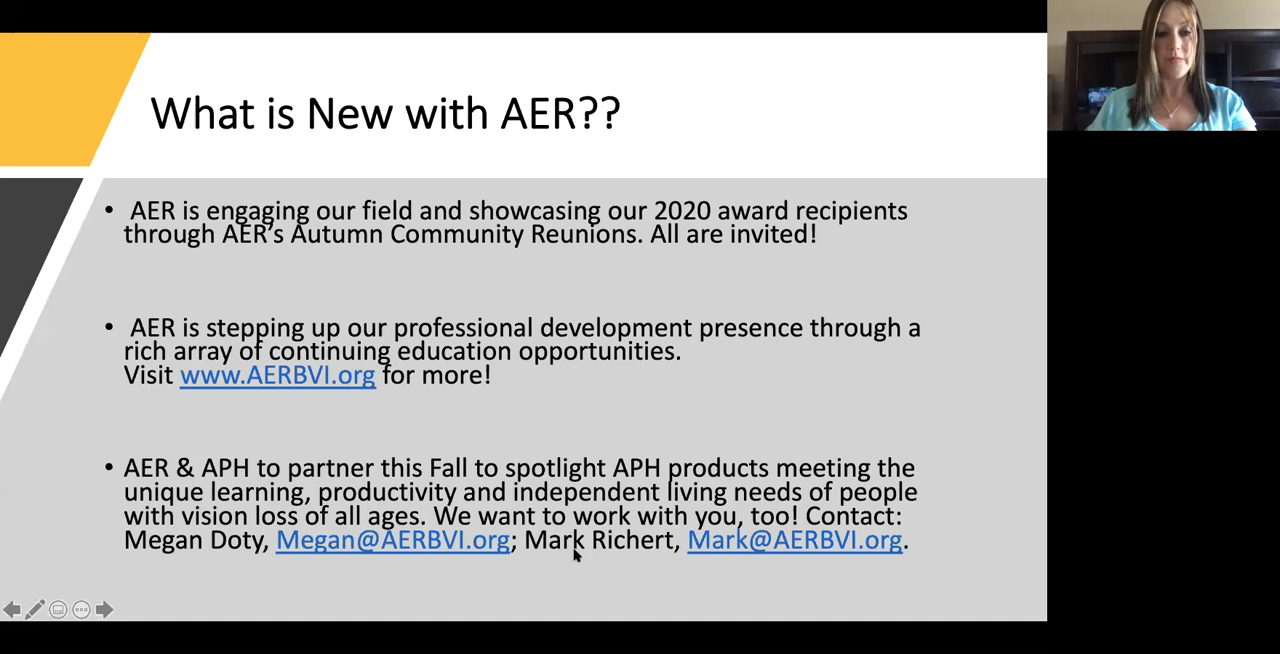 What is New with AER??
• AER is engaging our field and showcasing our 2020 award recipients
through AER's Autumn Community Reunions. All are invited!
• AER is stepping up our professional development presence through a
rich array of continuing education opportunities.
Visit www.AERBVI.org for more!
• AER & APH to partner this Fall to spotlight APH products meeting the
unique learning, productivity and independent living needs of people
with vision loss of all ages. We want to work with you, too! Contact:
Megan Doty, Megan@AERBVI.org; Mark Richert, Mark@AERBVI.org.